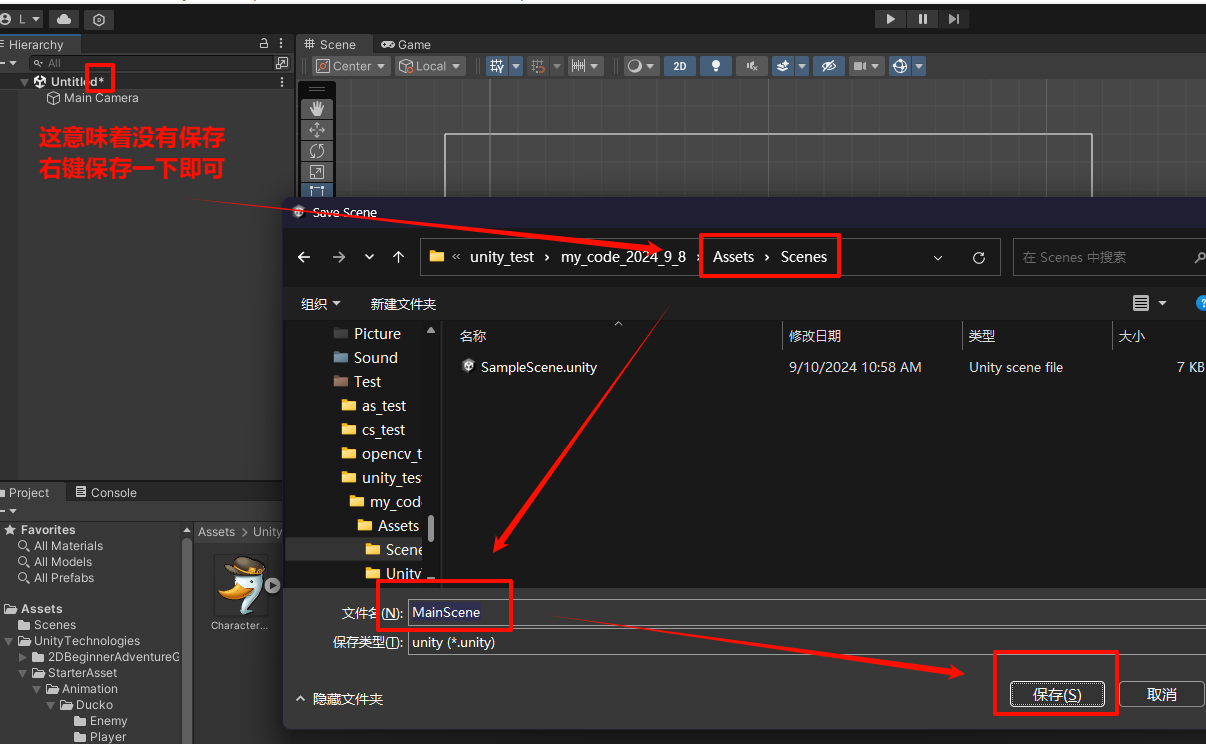 L
Hierarchy
All
Untitled*
Main Camera
这意味着没有保存
右键保存一下即可
Scene
Game
Center
Local
2D
Save Scene
« unity_test › my_code_2024_9_8 › Assets › Scenes
在 Scenes 中搜索
组织
新建文件夹
名称
修改日期
类型
大小
SampleScene.unity
9/10/2024 10:58 AM
Unity scene file
7 KB
Picture
Sound
Test
as_test
cs_test
opencv_t
unity_tes
my_cod
Assets
Scene
Unity
文件名(N):
MainScene
保存类型(T):
unity (*.unity)
隐藏文件夹
保存(S)
取消
Project
Console
Favorites
All Materials
All Models
All Prefabs
Assets
Scenes
UnityTechnologies
2DBeginnerAdventureG
StarterAsset
Animation
Ducko
Enemy
Player
Assets > Unity
Character...